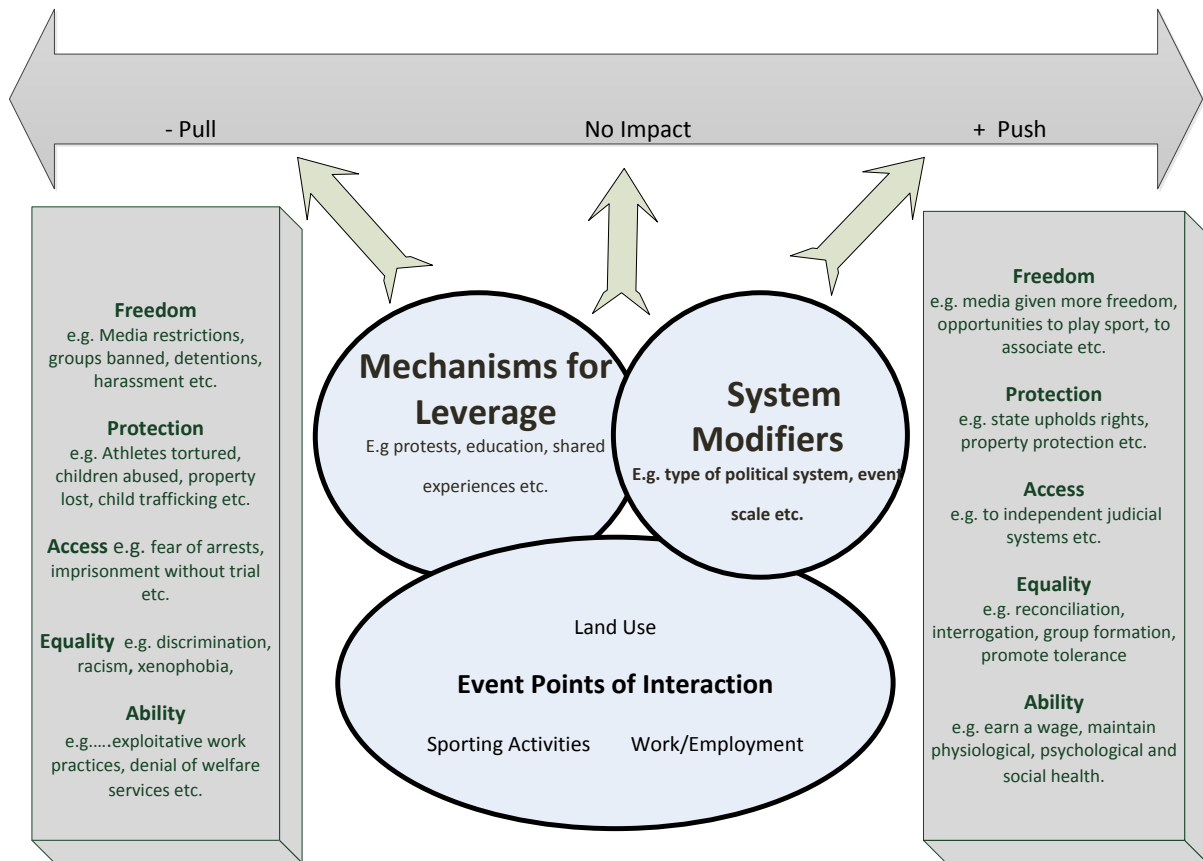 - Pull
No Impact
+ Push
Freedom
e.g. Media restrictions,
groups banned, detentions,
harassment etc.
Protection
e.g. Athletes tortured,
children abused, property
lost, child trafficking etc.
Access e.g. fear of arrests,
imprisonment without trial
etc.
Equality e.g. discrimination,
racism, xenophobia,
Ability
e.g.….exploitative work
practices, denial of welfare
services etc.
Mechanisms for
Leverage
E.g protests, education, shared
experiences etc.
System
Modifiers
E.g. type of political system, event
scale etc.
Land Use
Event Points of Interaction
Sporting Activities
Work/Employment
Freedom
e.g. media given more freedom,
opportunities to play sport, to
associate etc.
Protection
e.g. state upholds rights,
property protection etc.
Access
e.g. to independent judicial
systems etc.
Equality
e.g. reconciliation,
interrogation, group formation,
promote tolerance
Ability
e.g. earn a wage, maintain
physiological, psychological and
social health.